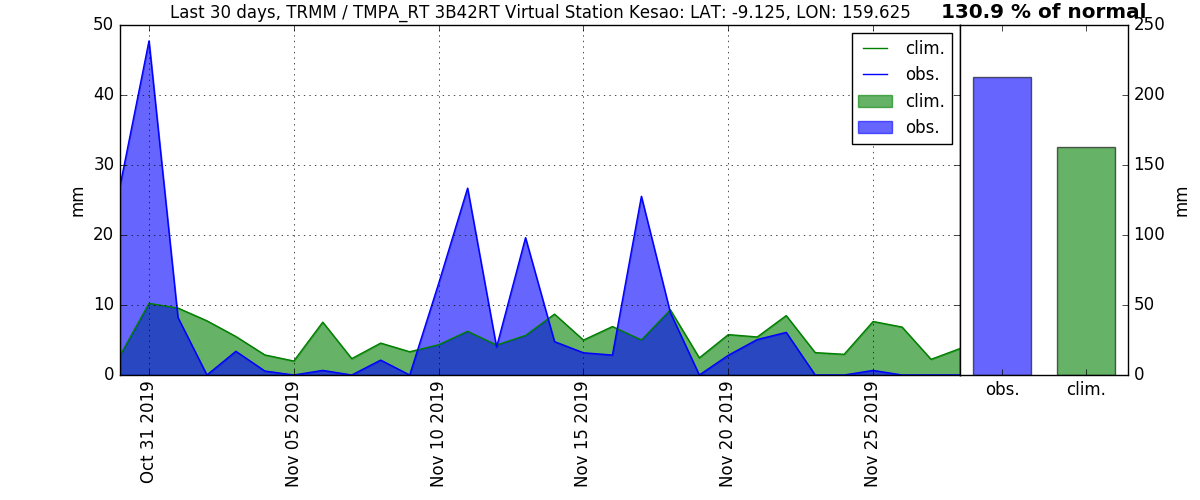 Last 30 days, TRMM / TMPA_RT 3B42RT Virtual Station Kesao: LAT: -9.125, LON: 159.625
130.9 % of normal
50
40
30
20
10
0
mm
clim.
obs.
clim.
obs.
250
200
150
100
50
0
mm
Oct 31 2019
Nov 05 2019
Nov 10 2019
Nov 15 2019
Nov 20 2019
Nov 25 2019
obs.
clim.